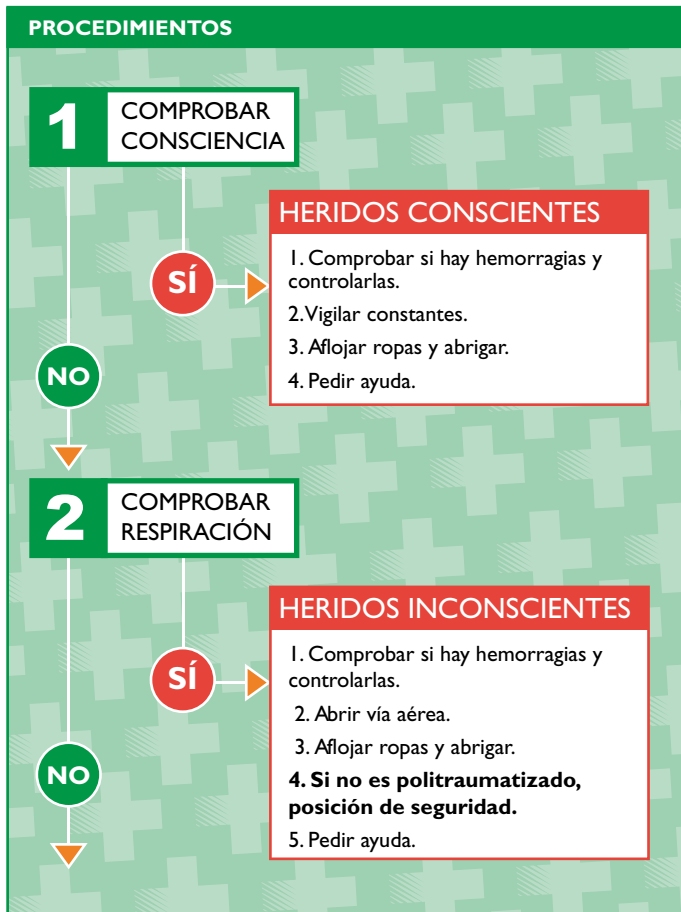 PROCEDIMIENTOS
1
COMPROBAR
CONSCIENCIA
HERIDOS CONSCIENTES
1. Comprobar si hay hemorragias y
controlarlas.
2. Vigilar constantes.
3. Aflojar ropas y abrigar.
4. Pedir ayuda.
SÍ
NO
2
COMPROBAR
RESPIRACIÓN
HERIDOS INCONSCIENTES
1. Comprobar si hay hemorragias y
controlarlas.
2. Abrir vía aérea.
3. Aflojar ropas y abrigar.
4. Si no es politraumatizado,
posición de seguridad.
5. Pedir ayuda.
SÍ
NO